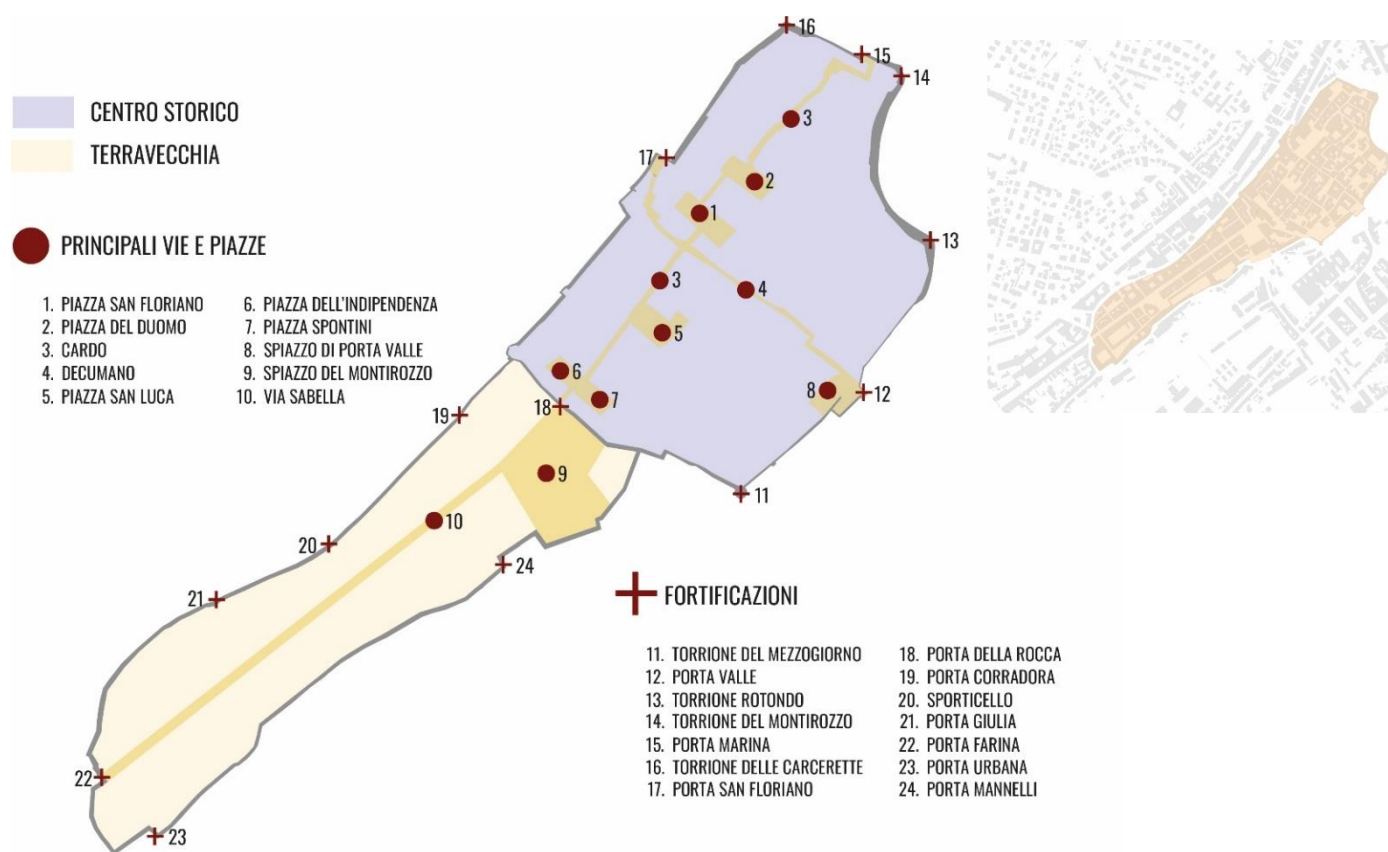 CENTRO STORICO
TERRAVECCHIA
PRINCIPALI VIE E PIAZZE
1. PIAZZA SAN FLORIANO
2. PIAZZA DEL DUOMO
3. CARDO
4. DECUMANO
5. PIAZZA SAN LUCA
6. PIAZZA DELL'INDIPENDENZA
7. PIAZZA SPONTINI
8. SPIAZZO DI PORTA VALLE
9. SPIAZZO DEL MONTIROZZO
10. VIA SABELLA
16
15
14
3
17
2
1
13
3
4
5
6
7
8
12
18
19
9
11
10
20
24
21
22
23
FORTIFICAZIONI
11. TORRIONE DEL MEZZOGIORNO
12. PORTA VALLE
13. TORRIONE ROTONDO
14. TORRIONE DEL MONTIROZZO
15. PORTA MARINA
16. TORRIONE DELLE CARCERETTE
17. PORTA SAN FLORIANO
18. PORTA DELLA ROCCA
19. PORTA CORRADORA
20. SPORTICELLO
21. PORTA GIULIA
22. PORTA FARINA
23. PORTA URBANA
24. PORTA MANNELLI